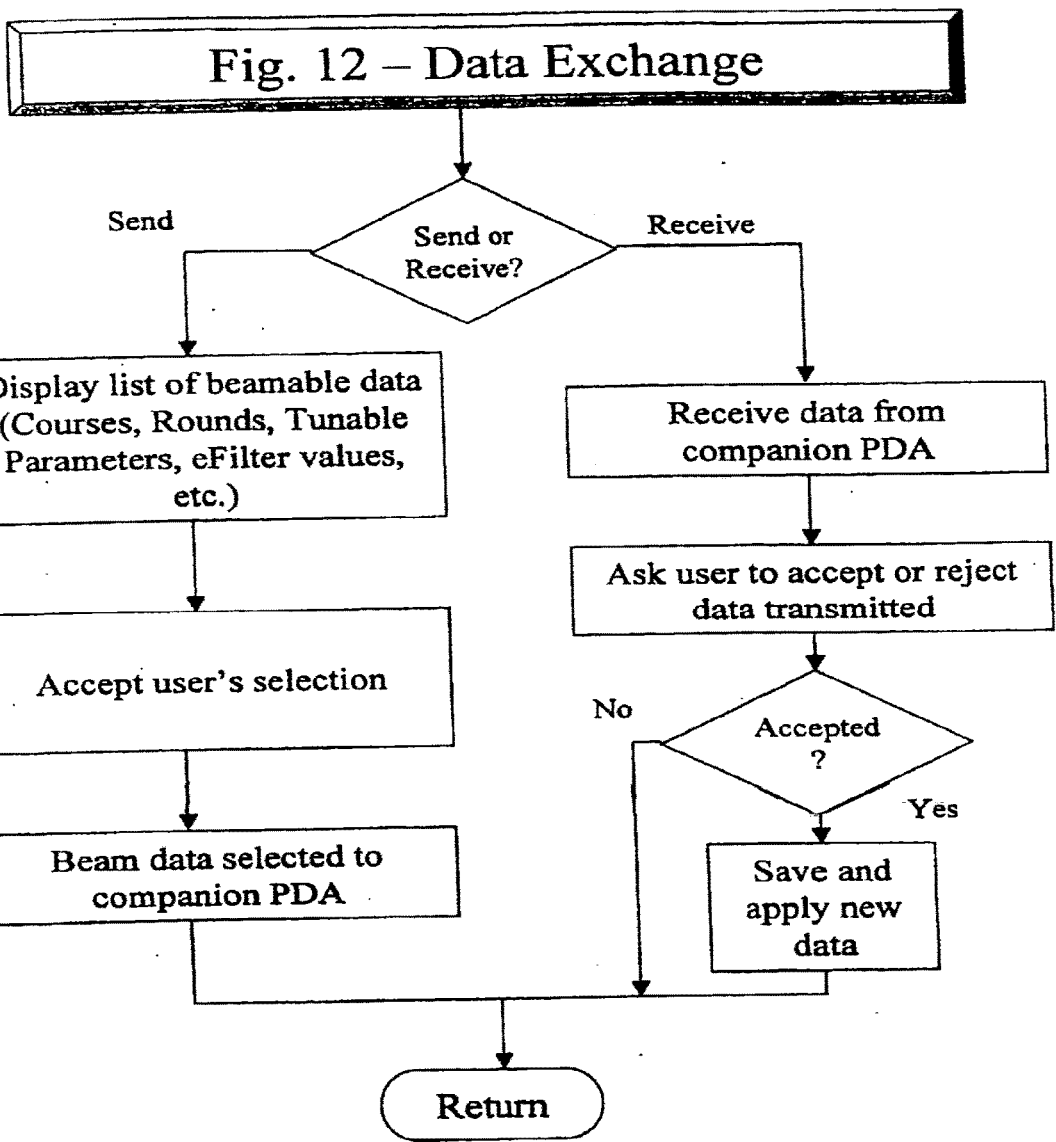 Fig. 12 – Data Exchange
Send
Send or
Receive?
Receive
Display list of beamable data
(Courses, Rounds, Tunable
Parameters, eFilter values,
etc.)
Accept user's selection
Beam data selected to
companion PDA
Receive data from
companion PDA
Ask user to accept or reject
data transmitted
No
Accepted
?
Yes
Save and
apply new
data
Return